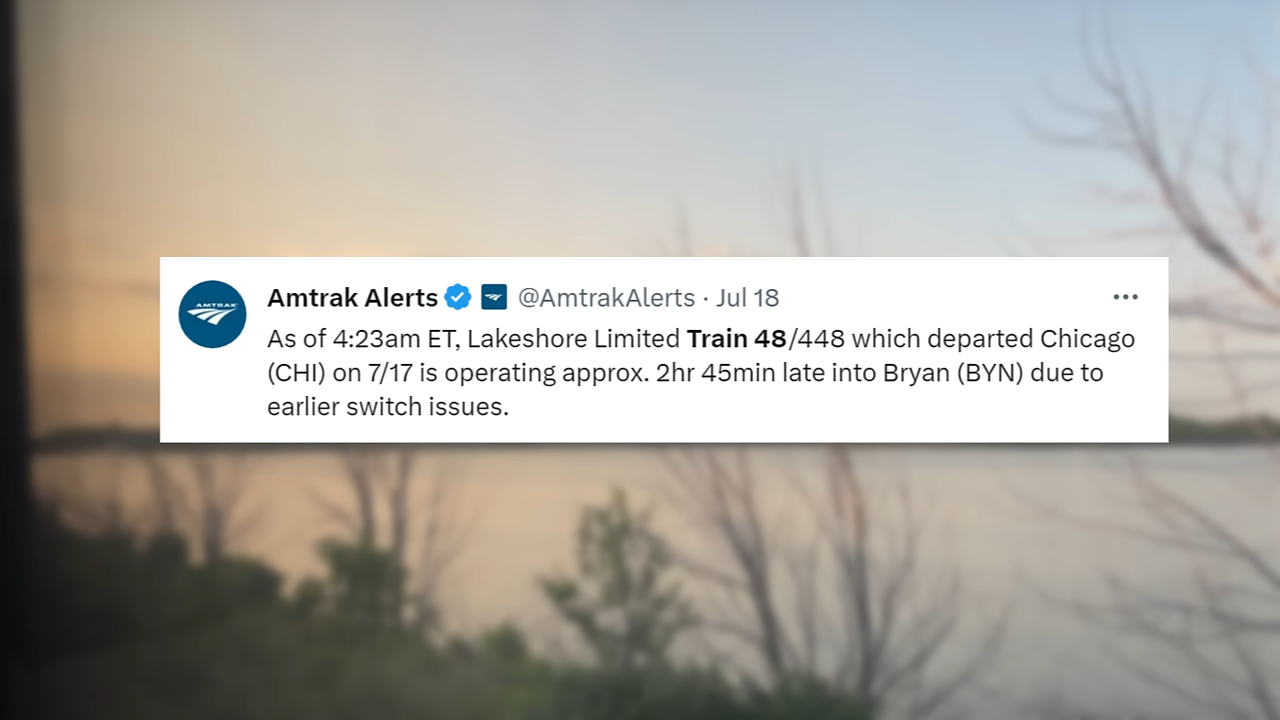 AMTRAK
Amtrak Alerts @AmtrakAlerts · Jul 18
As of 4:23am ET, Lakeshore Limited Train 48/448 which departed Chicago
(CHI) on 7/17 is operating approx. 2hr 45min late into Bryan (BYN) due to
earlier switch issues.